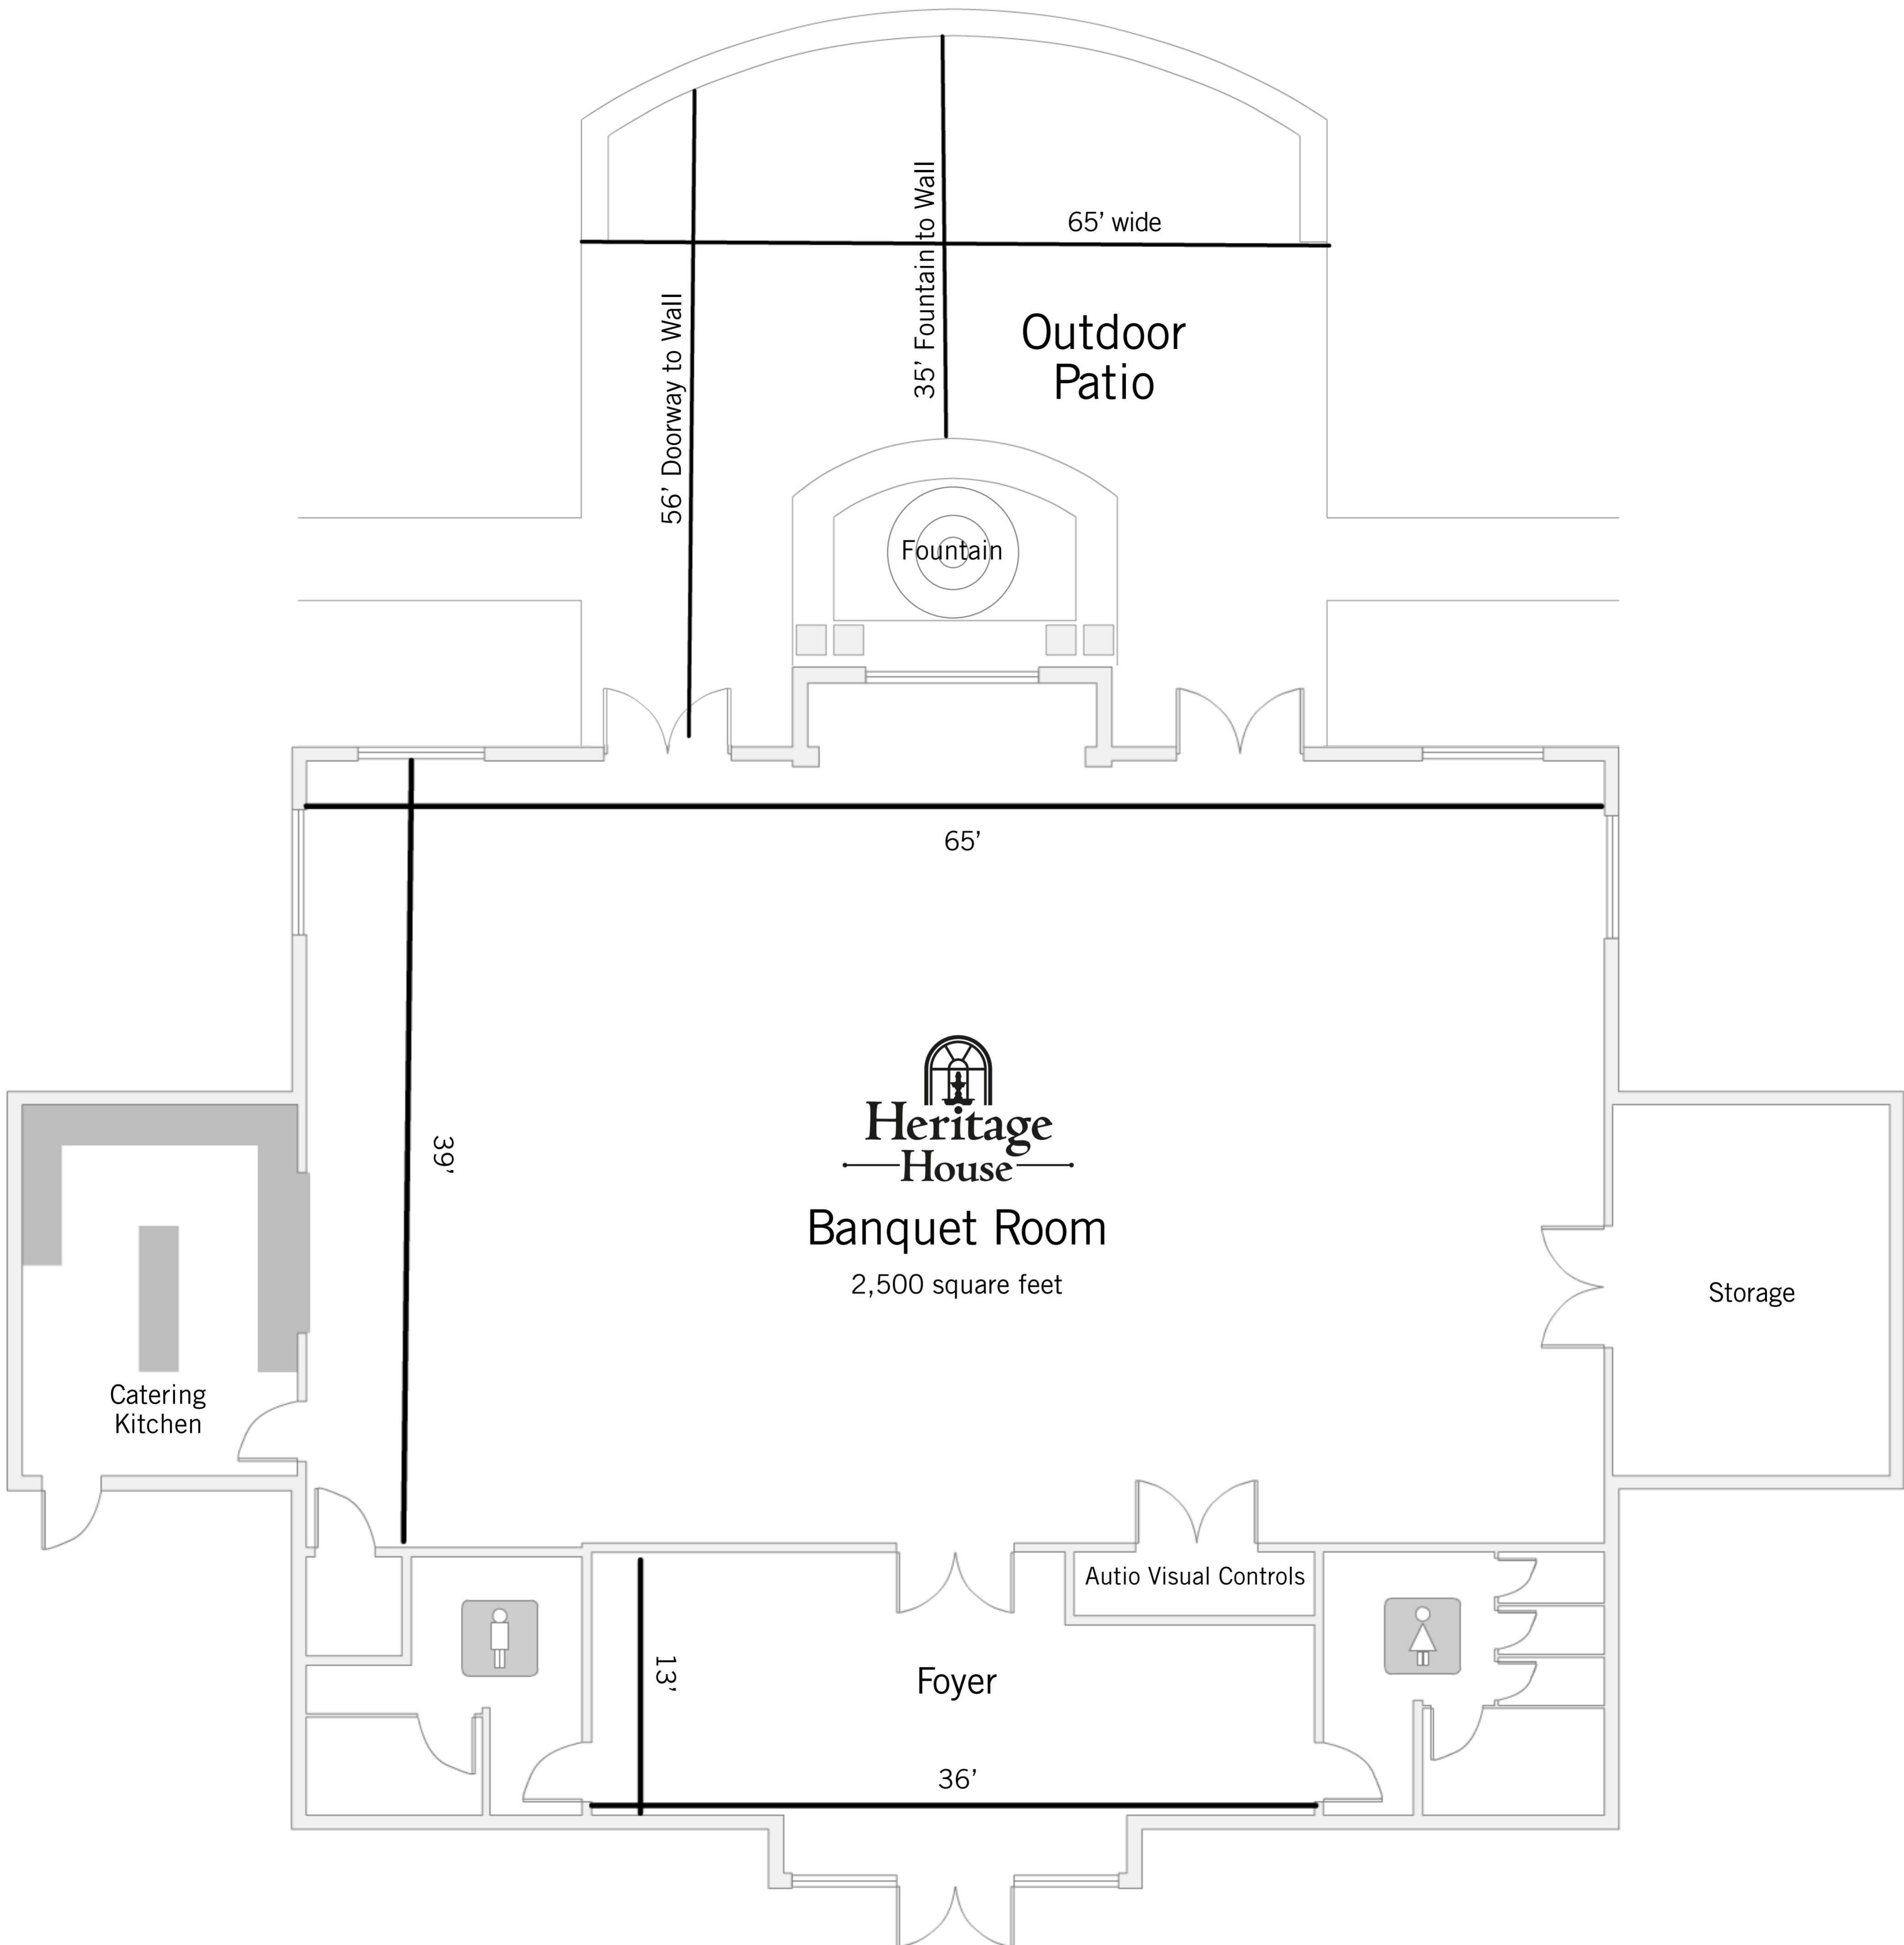 65’ wide
35’ Fountain to Wall
56’ Doorway to Wall
Outdoor
Patio
Fountain
65’
39’
Heritage
House
Banquet Room
2,500 square feet
Storage
Catering
Kitchen
Autio Visual Controls
13’
Foyer
36’